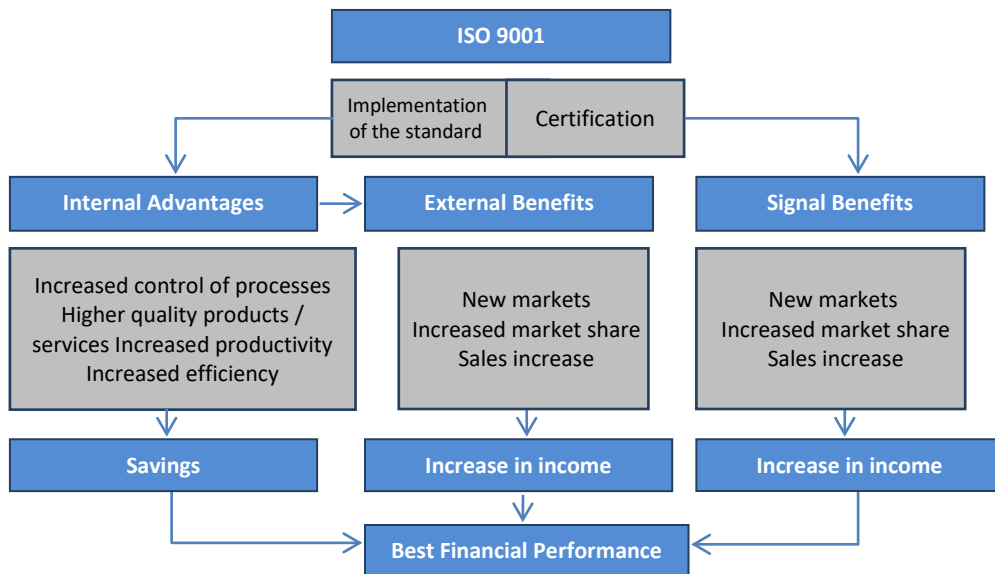 ISO 9001
Implementation
of the standard
Certification
Internal Advantages
External Benefits
Signal Benefits
Increased control of processes
Higher quality products /
services Increased productivity
Increased efficiency
New markets
Increased market share
Sales increase
New markets
Increased market share
Sales increase
Savings
Increase in income
Increase in income
Best Financial Performance